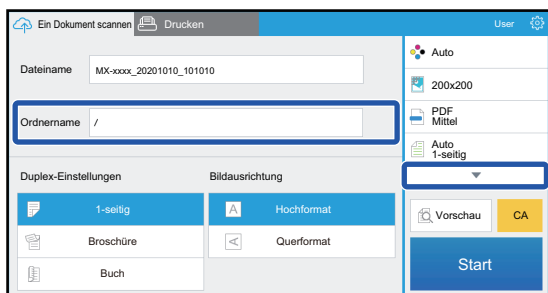 Ein Dokument scannen
Drucken
User
Dateiname
MX-xxxx_20201010_101010
Ordnername
/
Duplex-Einstellungen
Bildausrichtung
1-seitig
A
Hochformat
Broschüre
A
Querformat
Buch
Auto
200x200
PDF
Mittel
Auto
1-seitig
Vorschau
CA
Start